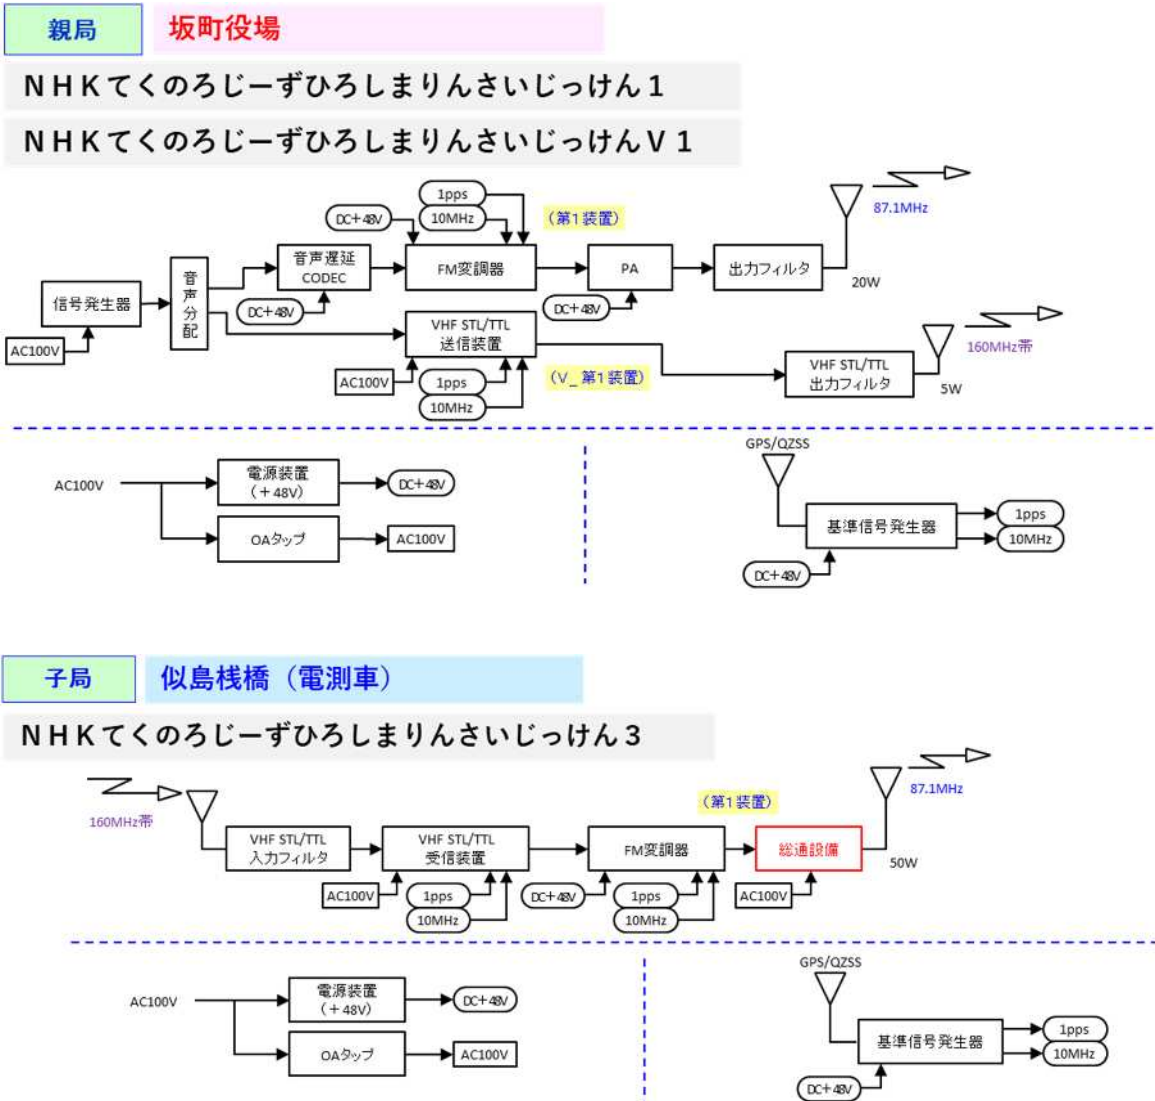 親局
坂町役場
ＮＨＫてくのろじーずひろしまりんさいじっけん１
ＮＨＫてくのろじーずひろしまりんさいじっけんＶ１
1pps
10MHz
DC＋48V
（第1装置）
87.1MHz
音声遅延
CODEC
FM変調器
PA
出力フィルタ
20W
音声分配
信号発生器
DC＋48V
DC＋48V
AC100V
VHF STL/TTL
送信装置
160MHz帯
AC100V
1pps
10MHz
（V_第1装置）
VHF STL/TTL
出力フィルタ
5W
AC100V
電源装置
（＋48V）
DC＋48V
OAタップ
AC100V
GPS/QZSS
基準信号発生器
1pps
10MHz
DC＋48V
子局
似島桟橋（電測車）
ＮＨＫてくのろじーずひろしまりんさいじっけん３
160MHz帯
（第1装置）
87.1MHz
VHF STL/TTL
入力フィルタ
VHF STL/TTL
受信装置
FM変調器
総通設備
50W
AC100V
1pps
10MHz
DC＋48V
1pps
10MHz
AC100V
AC100V
電源装置
（＋48V）
DC＋48V
OAタップ
AC100V
GPS/QZSS
基準信号発生器
1pps
10MHz
DC＋48V